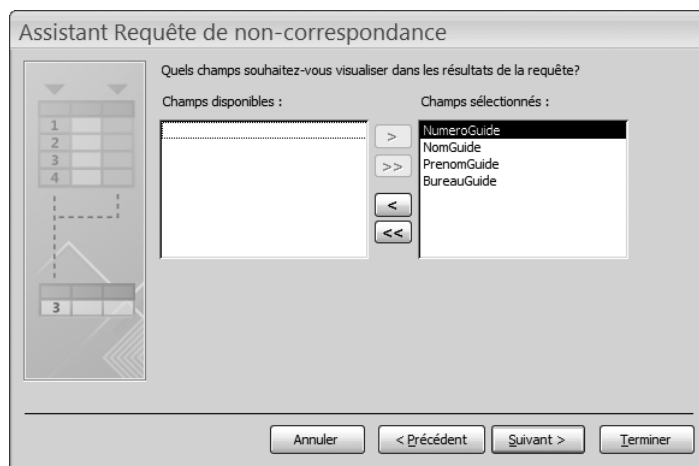 Assistant Requête de non-correspondance
Quels champs souhaitez-vous visualiser dans les résultats de la requête?
Champs disponibles :
Champs sélectionnés :
1
2
3
4
3
>
>>
<
<<
NumeroGuide
NomGuide
PrenomGuide
BureauGuide
Annuler
< Précédent
Suivant >
Terminer